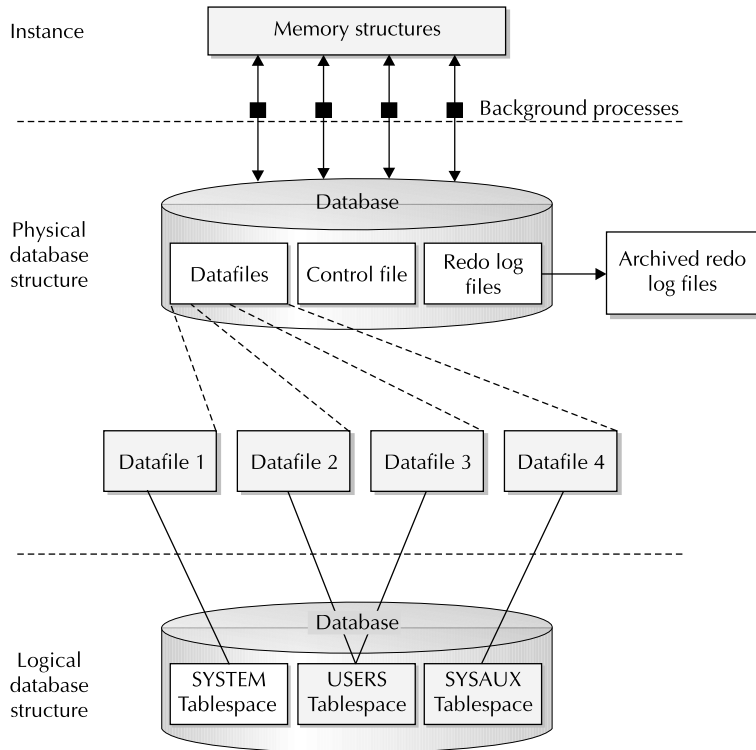 Instance
Memory structures
Background processes
Database
Physical
database
structure
Datafiles
Control file
Redo log
files
Archived redo
log files
Datafile 1
Datafile 2
Datafile 3
Datafile 4
Database
Logical
database
structure
SYSTEM
Tablespace
USERS
Tablespace
SYSAUX
Tablespace